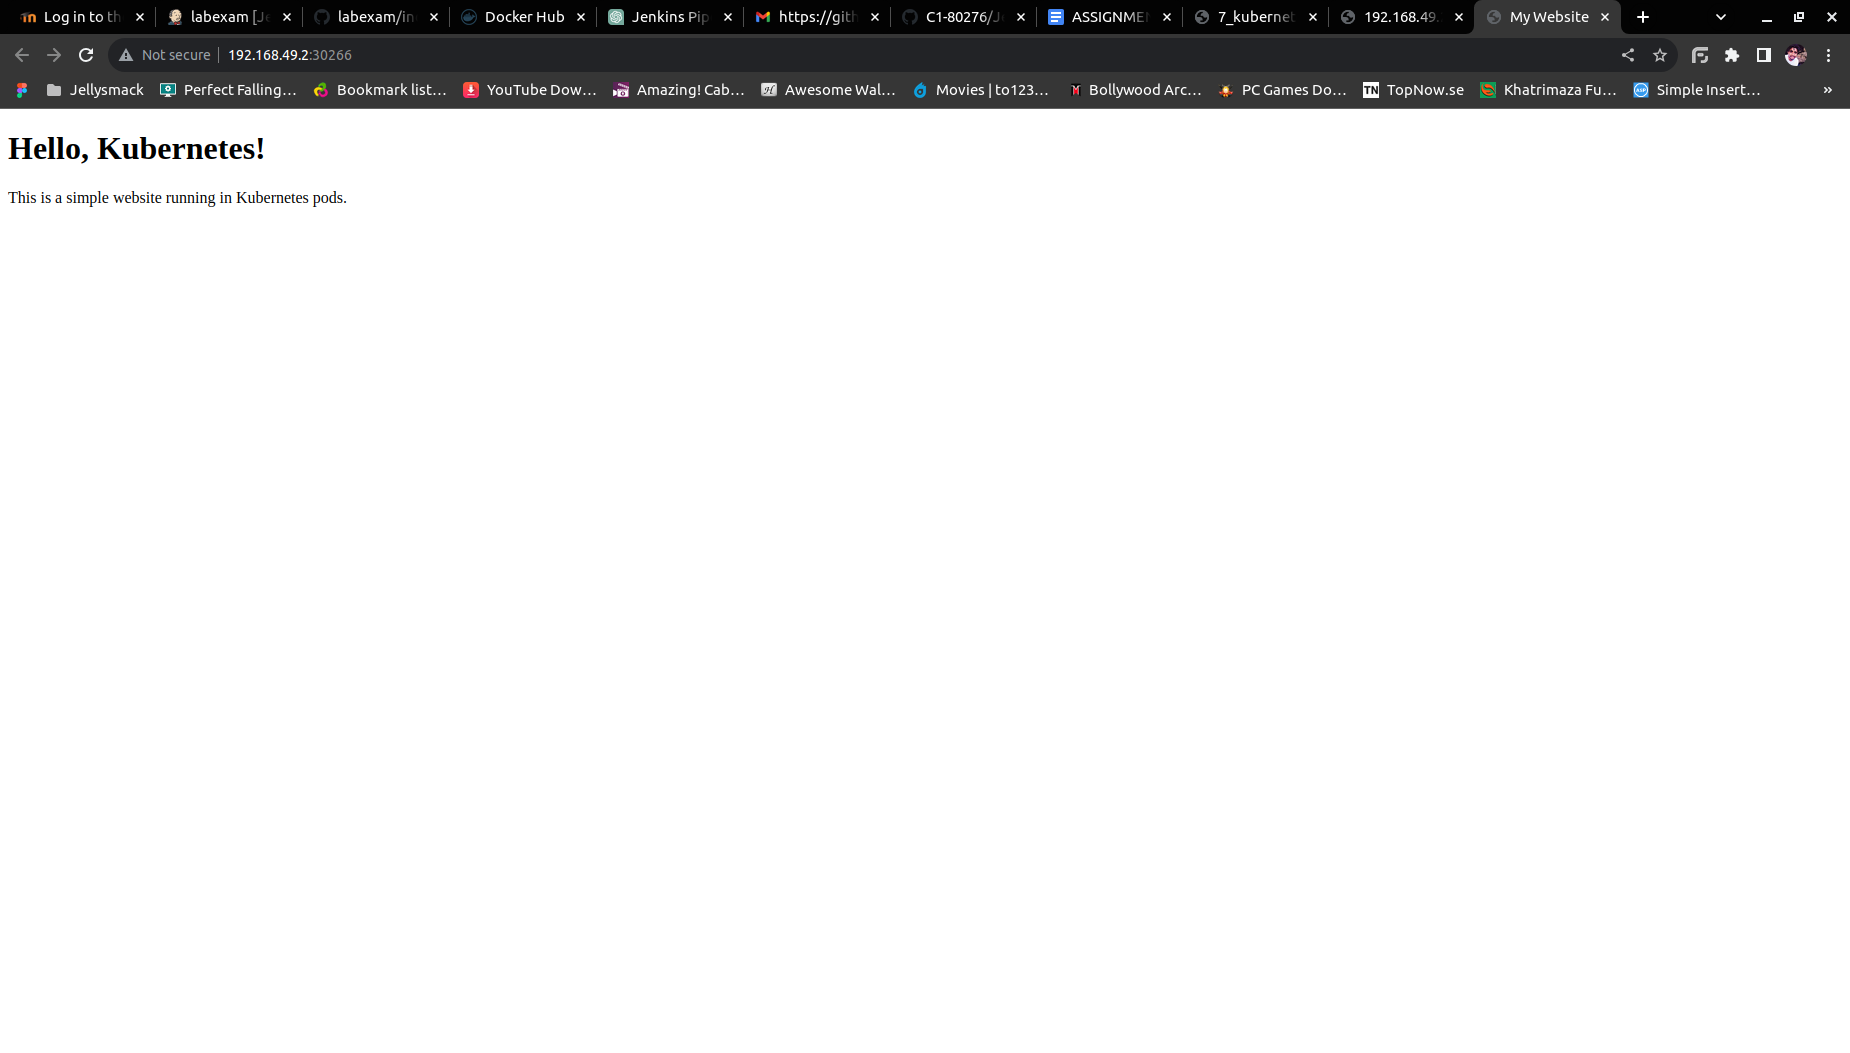 Log in to th
labexam [Je
labexam/in
Docker Hub
Jenkins Pip
https://gith
C1-80276/Je
ASSIGNMEN
7_kubernet
192.168.49.
My Website
Not secure
192.168.49.2:30266
Jellysmack
Perfect Falling…
Bookmark list…
YouTube Dow…
Amazing! Cab…
Awesome Wal…
Movies | to123…
Bollywood Arc…
PC Games Do…
TN TopNow.se
Khatrimaza Fu…
Simple Insert…
»
Hello, Kubernetes!
This is a simple website running in Kubernetes pods.